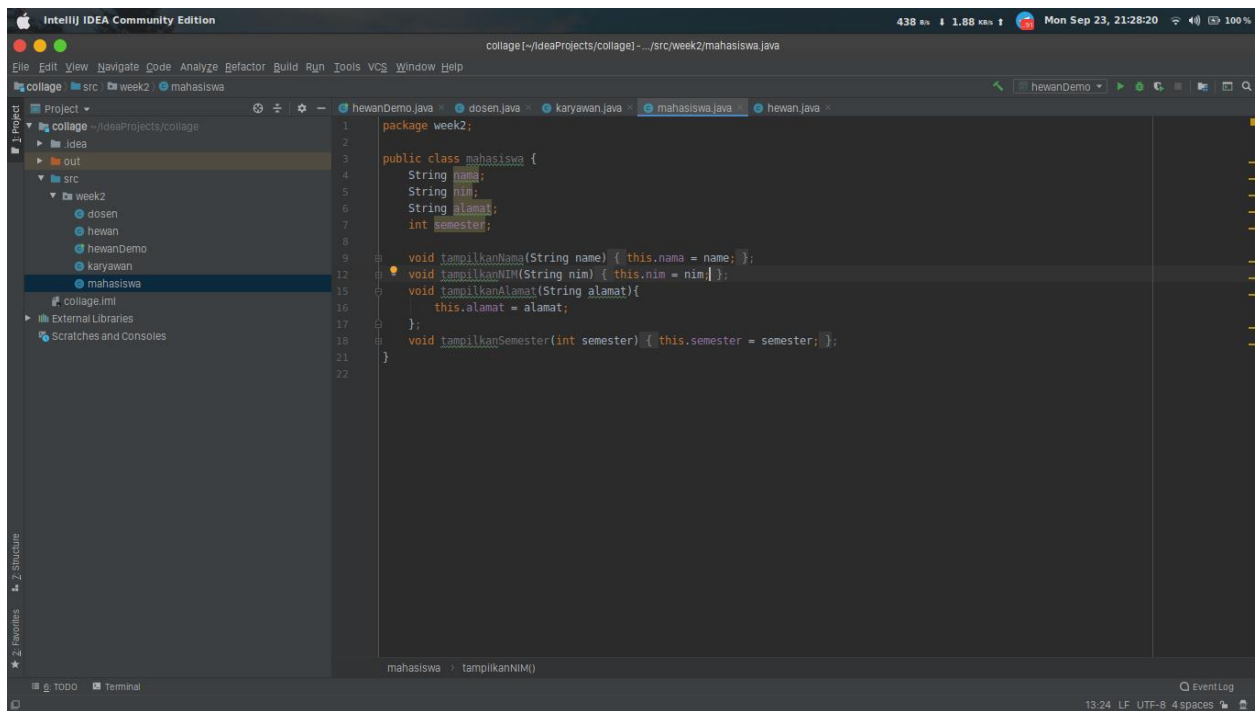 IntelliJ IDEA Community Edition
438 B/s ⬇ 1.88 KB/s ⬆ Mon Sep 23, 21:28:20 100 %
collage [~/IdeaProjects/collage] - .../src/week2/mahasiswa.java
File Edit View Navigate Code Analyze Refactor Build Run Tools VCS Window Help
collage src week2 mahasiswa
hewanDemo
1: Project
Project
hewanDemo.java dosen.java karyawan.java mahasiswa.java hewan.java
collage ~/IdeaProjects/collage
.idea
out
src
week2
dosen
hewan
hewanDemo
karyawan
mahasiswa
collage.iml
External Libraries
Scratches and Consoles
1 package week2;
2
3 public class mahasiswa {
4 String nama;
5 String nim;
6 String alamat;
7 int semester;
8
9 void tampilkanNama(String name) { this.nama = name; };
12 void tampilkanNIM(String nim) { this.nim = nim; };
15 void tampilkanAlamat(String alamat){
16 this.alamat = alamat;
17 };
18 void tampilkanSemester(int semester) { this.semester = semester; };
21 }
22
7: Structure
2: Favorites
mahasiswa > tampilkanNIM()
6: TODO Terminal
Event Log
13:24 LF UTF-8 4 spaces